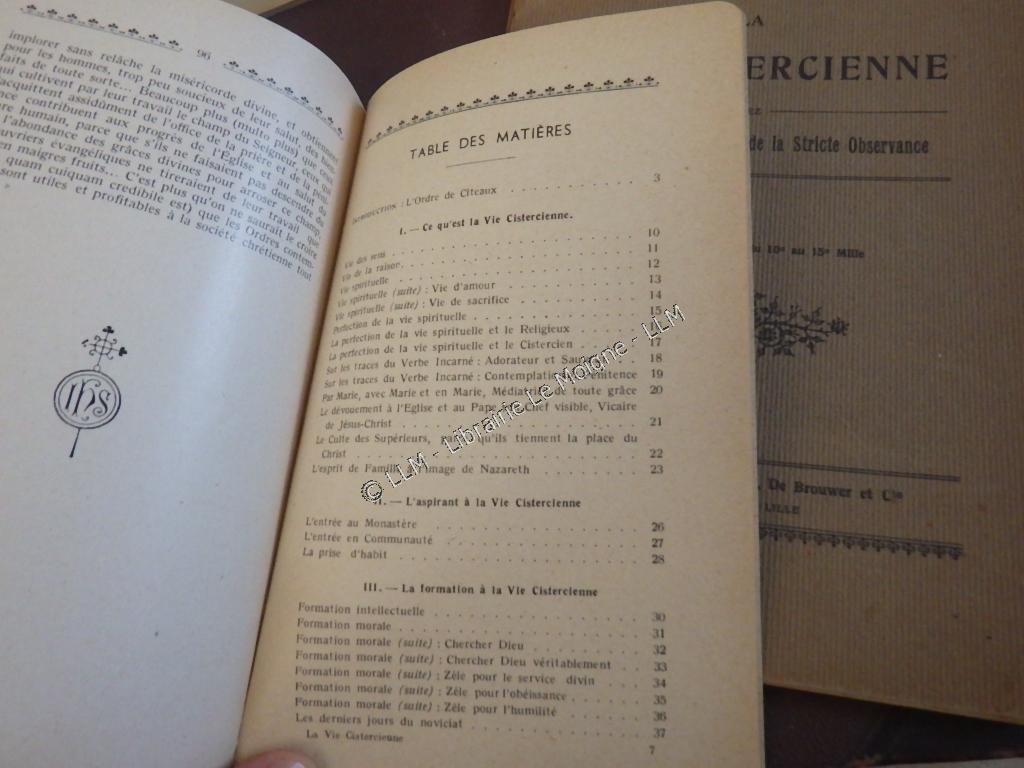 96
implorer sans relâche la miséricorde divine, et obtiennent
pour les hommes, trop peu soucieux de leur salut, des bien-
faits de toute sorte... Beaucoup plus (multo plus), que ceux
qui cultivent par leur travail le champ du Seigneur, ceux qui
s'acquittent assidûment de l'office de la prière et de la péni-
tence contribuent aux progrès de l'Eglise et au salut du
genre humain, parce que s'ils ne faisaient pas descendre du
l'abondance des grâces divines pour arroser ce champ,
ouvriers évangéliques ne tireraient de leur travail que
en maigres fruits... C'est plus qu'on ne saurait le croire
quam cuiquam credibile est) que les Ordres contem-
sont utiles et profitables à la société chrétienne tout
IHS
TABLE DES MATIÈRES
INTRODUCTION : L'Ordre de Cîteaux . . . . . . . . . . 3
I. — Ce qu'est la Vie Cistercienne.
Vie des sens . . . . . . . . . . 10
Vie de la raison . . . . . . . . . . 11
Vie spirituelle . . . . . . . . . . 12
Vie spirituelle (suite) : Vie d'amour . . . . . . . . 13
Vie spirituelle (suite) : Vie de sacrifice . . . . . . . 14
Perfection de la vie spirituelle . . . . . . . . . 15
La perfection de la vie spirituelle et le Religieux . . .
La perfection de la vie spirituelle et le Cistercien . . . 17
Sur les traces du Verbe Incarné : Adorateur et Sauveur . 18
Sur les traces du Verbe Incarné : Contemplation et Pénitence 19
Par Marie, avec Marie et en Marie, Médiatrice de toute grâce 20
Le dévouement à l'Eglise et au Pape, Chef visible, Vicaire
de Jésus-Christ . . . . . . . . . . 21
Le Culte des Supérieurs, parce qu'ils tiennent la place du
Christ . . . . . . . . . . 22
L'esprit de Famille à l'image de Nazareth . . . . . . 23
II. — L'aspirant à la Vie Cistercienne
L'entrée au Monastère . . . . . . . . . . 26
L'entrée en Communauté . . . . . . . . . . 27
La prise d'habit . . . . . . . . . . 28
III. — La formation à la Vie Cistercienne
Formation intellectuelle . . . . . . . . . . 30
Formation morale . . . . . . . . . . 31
Formation morale (suite) : Chercher Dieu . . . . . . 32
Formation morale (suite) : Chercher Dieu véritablement . . 33
Formation morale (suite) : Zèle pour le service divin . . . 34
Formation morale (suite) : Zèle pour l'obéissance . . . . 35
Formation morale (suite) : Zèle pour l'humilité . . . . . 36
Les derniers jours du noviciat . . . . . . . . . 37
La Vie Cistercienne 7
LA
ERCIENNE
EZ
de la Stricte Observance
10e au 15e Mille
De Brouwer et Cie
LILLE
© LLM - Librairie Le Moigne - LLM